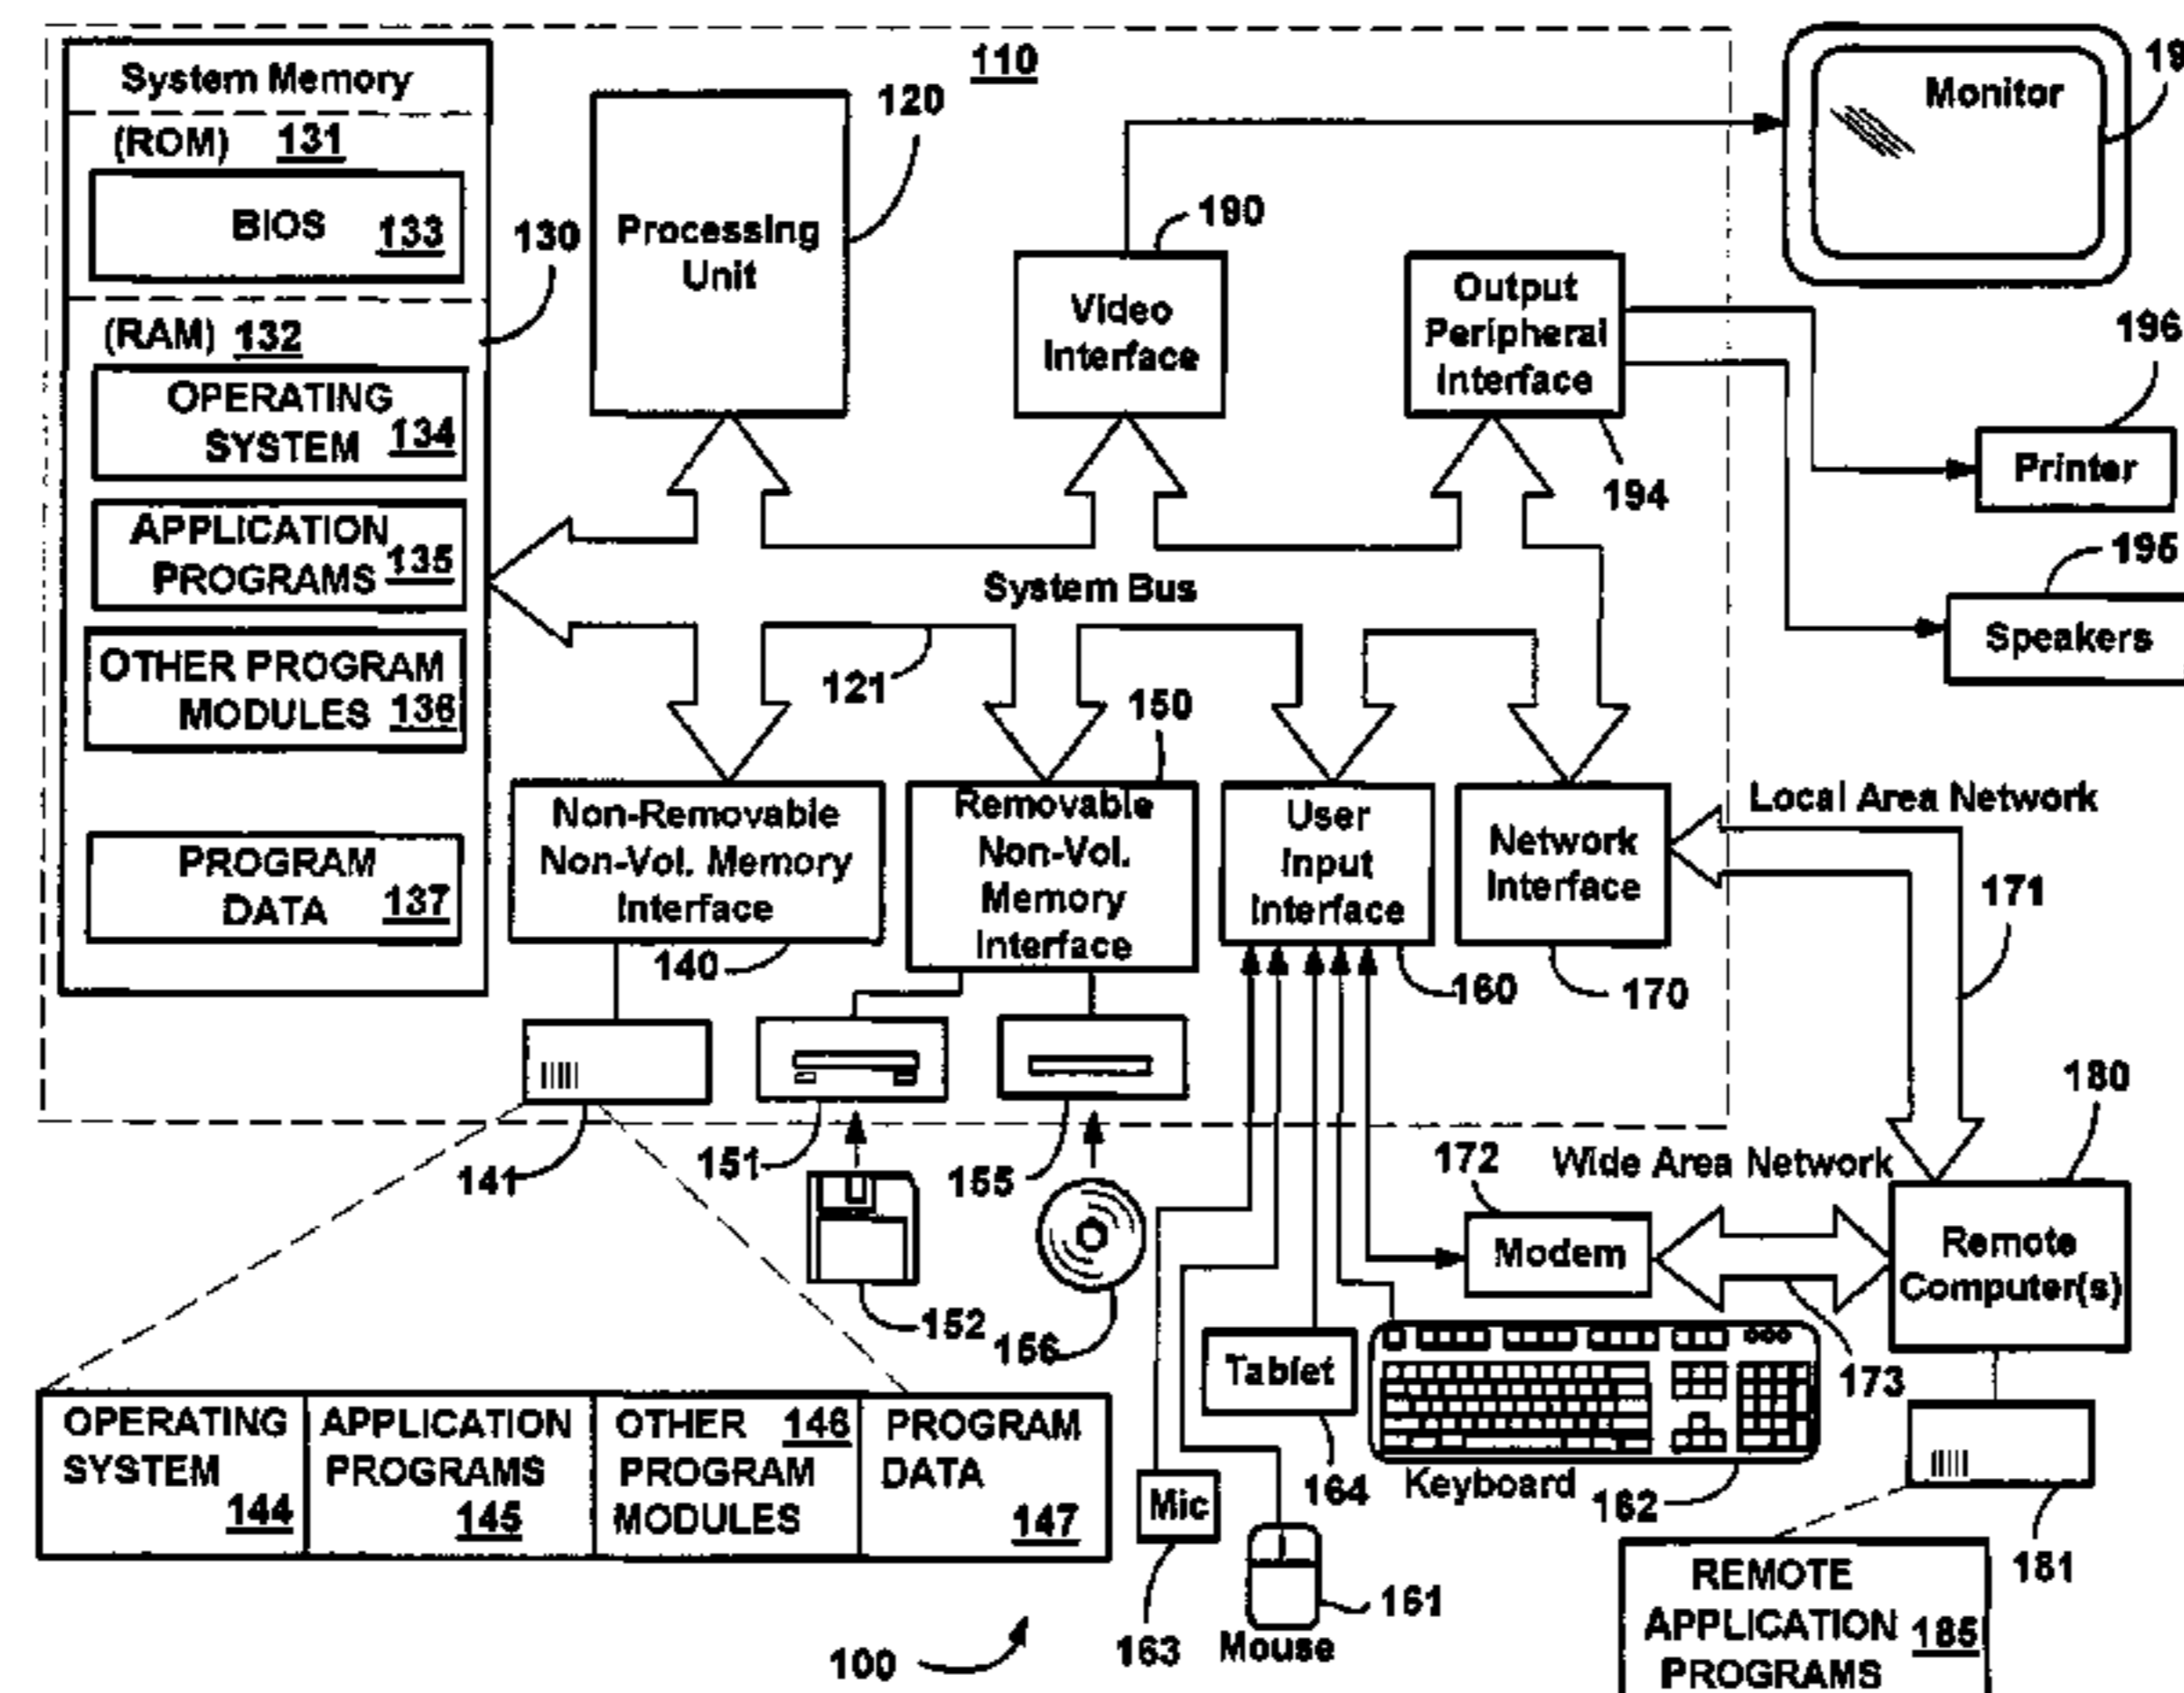 System Memory
(ROM) 131
BIOS 133
130
(RAM) 132
OPERATING
SYSTEM 134
APPLICATION
PROGRAMS 135
OTHER PROGRAM
MODULES 136
PROGRAM
DATA 137
110
120
Processing
Unit
190
Video
Interface
Output
Peripheral
Interface
194
Monitor
19
196
Printer
195
Speakers
System Bus
121
150
Non-Removable
Non-Vol. Memory
Interface
140
Removable
Non-Vol.
Memory
Interface
User
Input
Interface
160
Network
Interface
170
Local Area Network
171
180
141
151
155
152
156
172
Wide Area Network
Modem
Remote
Computer(s)
173
Tablet
164
Keyboard
162
181
OPERATING
SYSTEM
144
APPLICATION
PROGRAMS
145
OTHER 146
PROGRAM
MODULES
PROGRAM
DATA
147
Mic
163
161
Mouse
100
REMOTE
APPLICATION 185
PROGRAMS